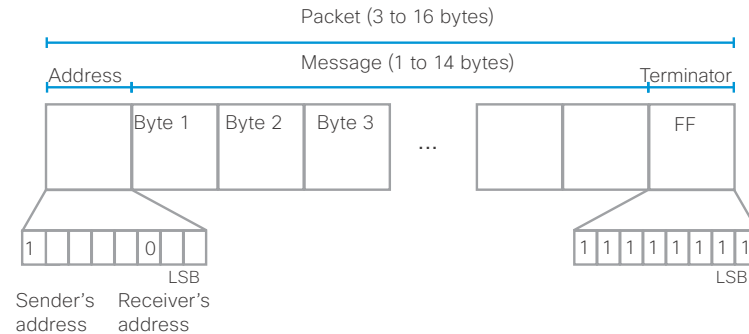 Packet (3 to 16 bytes)
Message (1 to 14 bytes)
Address
Terminator
Byte 1 Byte 2 Byte 3 ... FF
1 0
1 1 1 1 1 1 1 1
LSB
LSB
Sender's address
Receiver's address